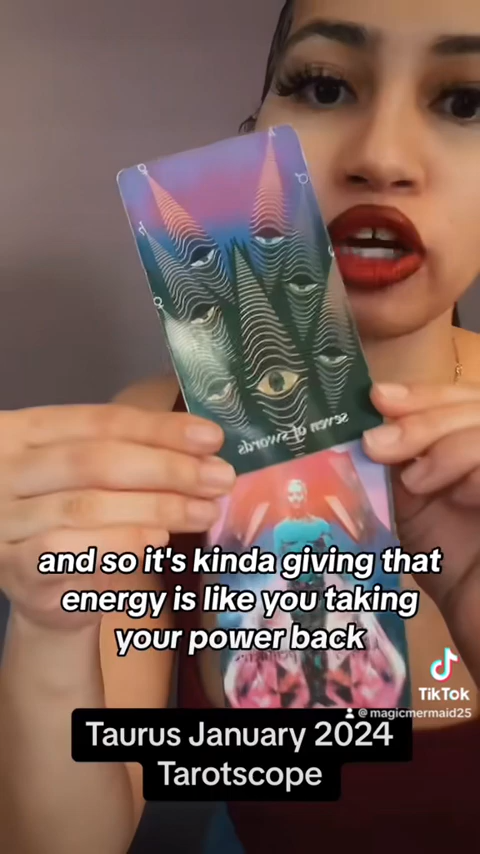 seven of swords
and so it's kinda giving that
energy is like you taking
your power back
TikTok
@magicmermaid25
Taurus January 2024
Tarotscope